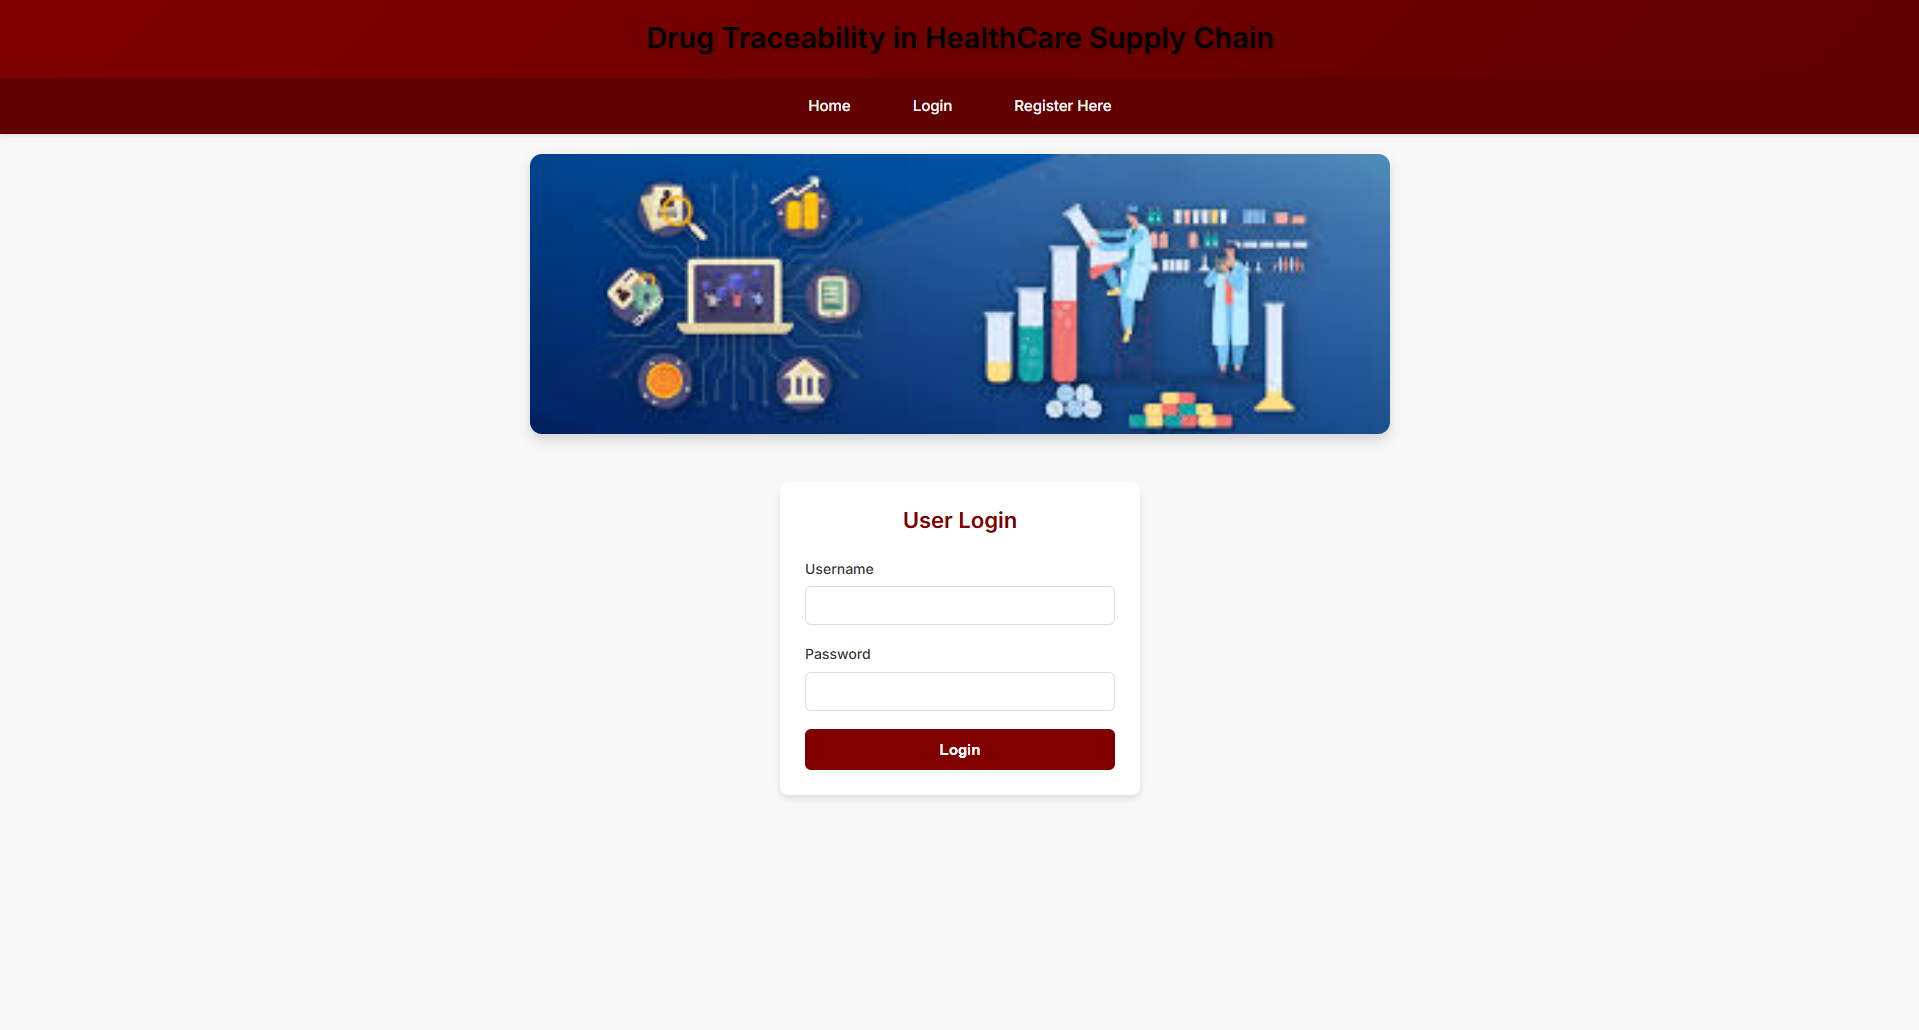 Drug Traceability in HealthCare Supply Chain
Home Login Register Here
User Login
Username
Password
Login